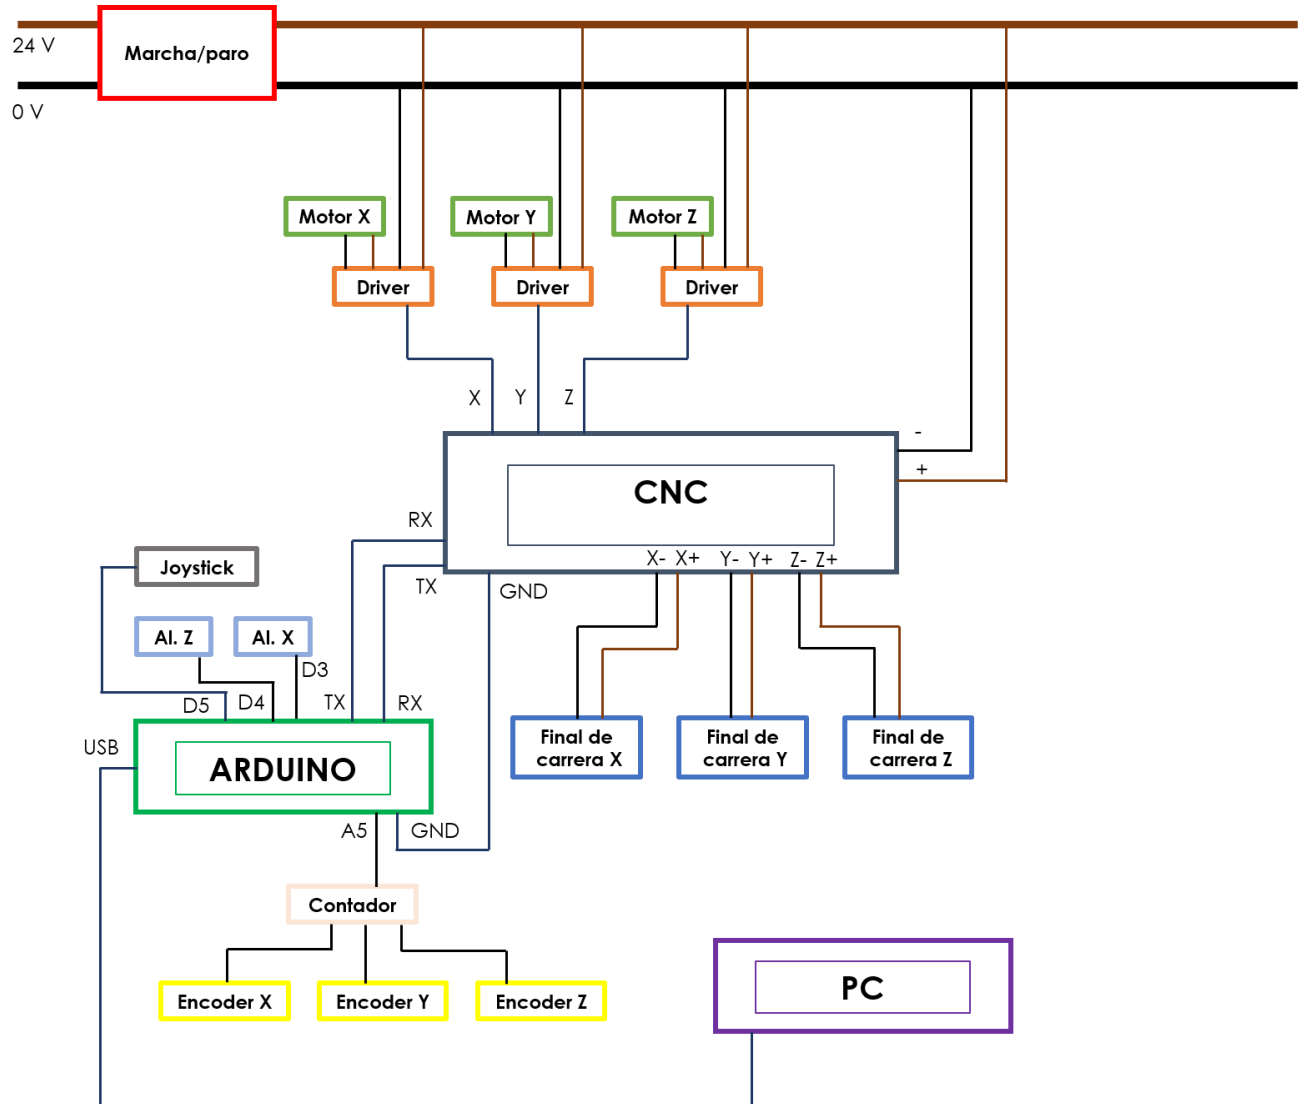 24 V
Marcha/paro
0 V
Motor X
Motor Y
Motor Z
Driver
Driver
Driver
X
Y
Z
-
+
CNC
RX
TX
GND
X-
X+
Y-
Y+
Z-
Z+
Joystick
Al. Z
Al. X
D3
D5
D4
TX
RX
USB
ARDUINO
Final de
carrera X
Final de
carrera Y
Final de
carrera Z
A5
GND
Contador
Encoder X
Encoder Y
Encoder Z
PC